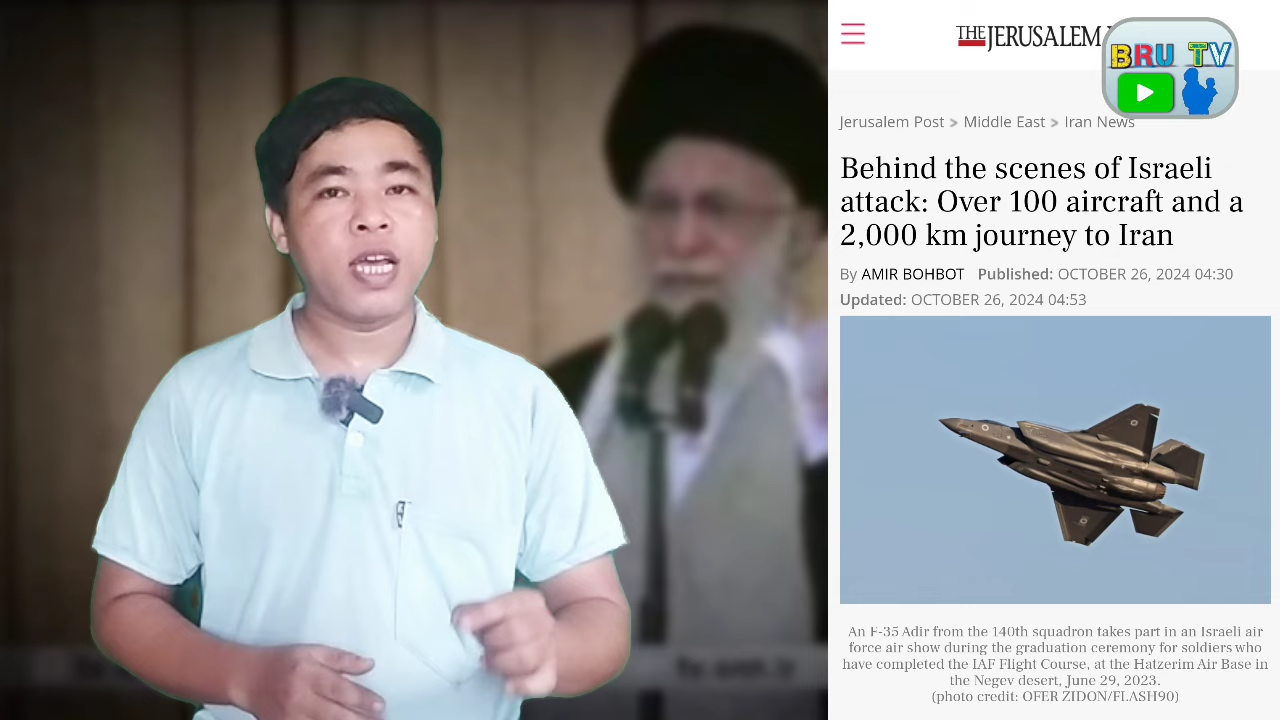 THE JERUSALEM
BRU TV
Jerusalem Post > Middle East > Iran News
Behind the scenes of Israeli
attack: Over 100 aircraft and a
2,000 km journey to Iran
By AMIR BOHBOT Published: OCTOBER 26, 2024 04:30
Updated: OCTOBER 26, 2024 04:53
An F-35 Adir from the 140th squadron takes part in an Israeli air
force air show during the graduation ceremony for soldiers who
have completed the IAF Flight Course, at the Hatzerim Air Base in
the Negev desert, June 29, 2023.
(photo credit: OFER ZIDON/FLASH90)